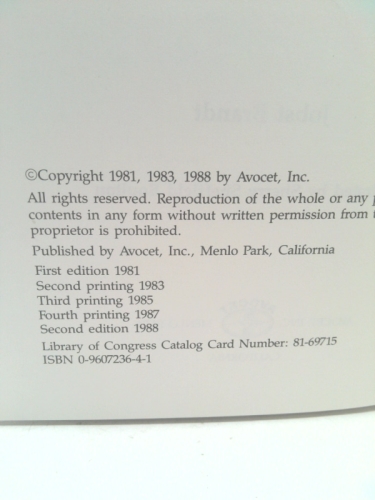 ©Copyright 1981, 1983, 1988 by Avocet, Inc.
All rights reserved. Reproduction of the whole or any
contents in any form without written permission from
proprietor is prohibited.
Published by Avocet, Inc., Menlo Park, California
First edition 1981
Second printing 1983
Third printing 1985
Fourth printing 1987
Second edition 1988
Library of Congress Catalog Card Number: 81-69715
ISBN 0-9607236-4-1